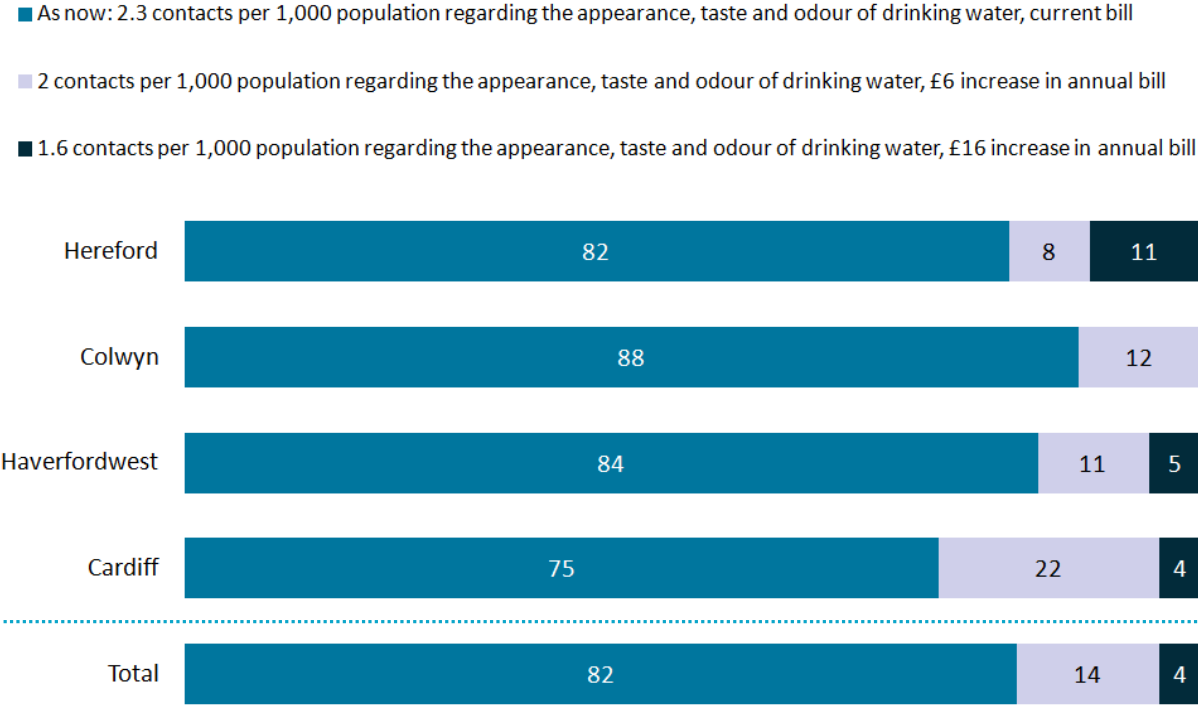 As now: 2.3 contacts per 1,000 population regarding the appearance, taste and odour of drinking water, current bill
2 contacts per 1,000 population regarding the appearance, taste and odour of drinking water, £6 increase in annual bill
1.6 contacts per 1,000 population regarding the appearance, taste and odour of drinking water, £16 increase in annual bill
Hereford 82 8 11
Colwyn 88 12
Haverfordwest 84 11 5
Cardiff 75 22 4
Total 82 14 4